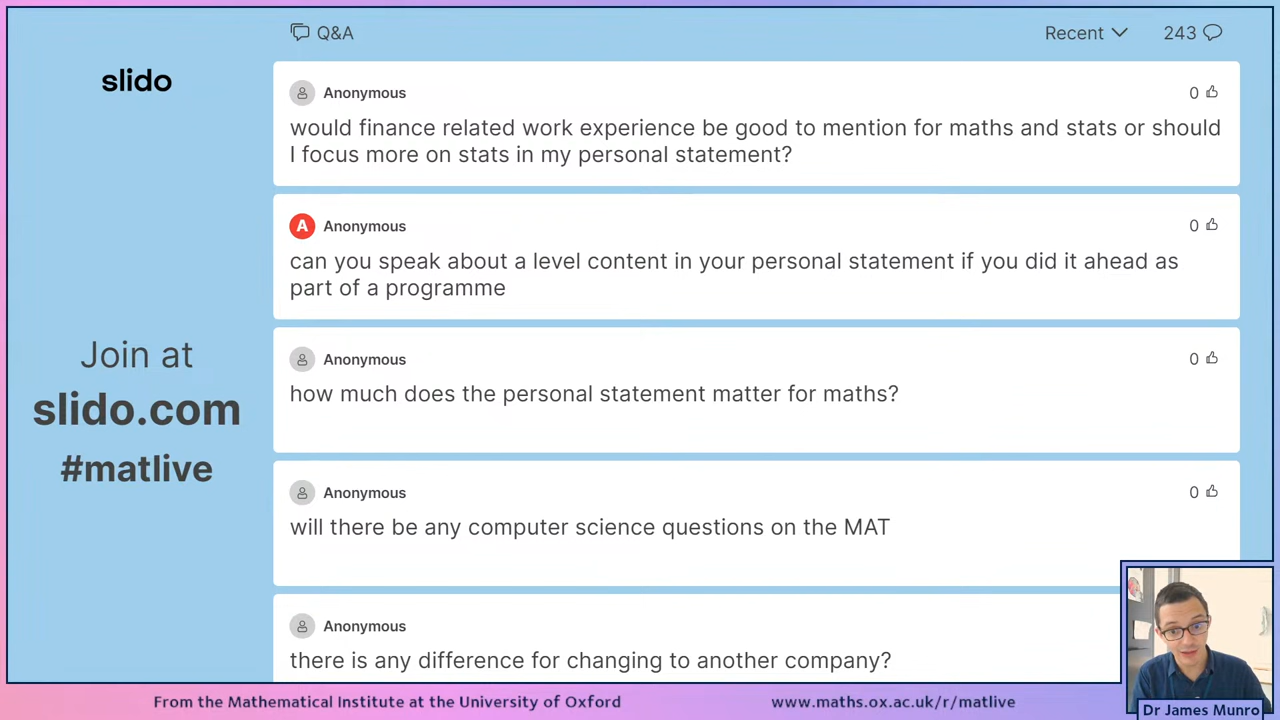 Q&A
Recent
243
slido
Anonymous
0
would finance related work experience be good to mention for maths and stats or should
I focus more on stats in my personal statement?
A
Anonymous
0
can you speak about a level content in your personal statement if you did it ahead as
part of a programme
Anonymous
0
how much does the personal statement matter for maths?
Join at
slido.com
#matlive
Anonymous
0
will there be any computer science questions on the MAT
Anonymous
there is any difference for changing to another company?
From the Mathematical Institute at the University of Oxford
www.maths.ox.ac.uk/r/matlive
Dr James Munro